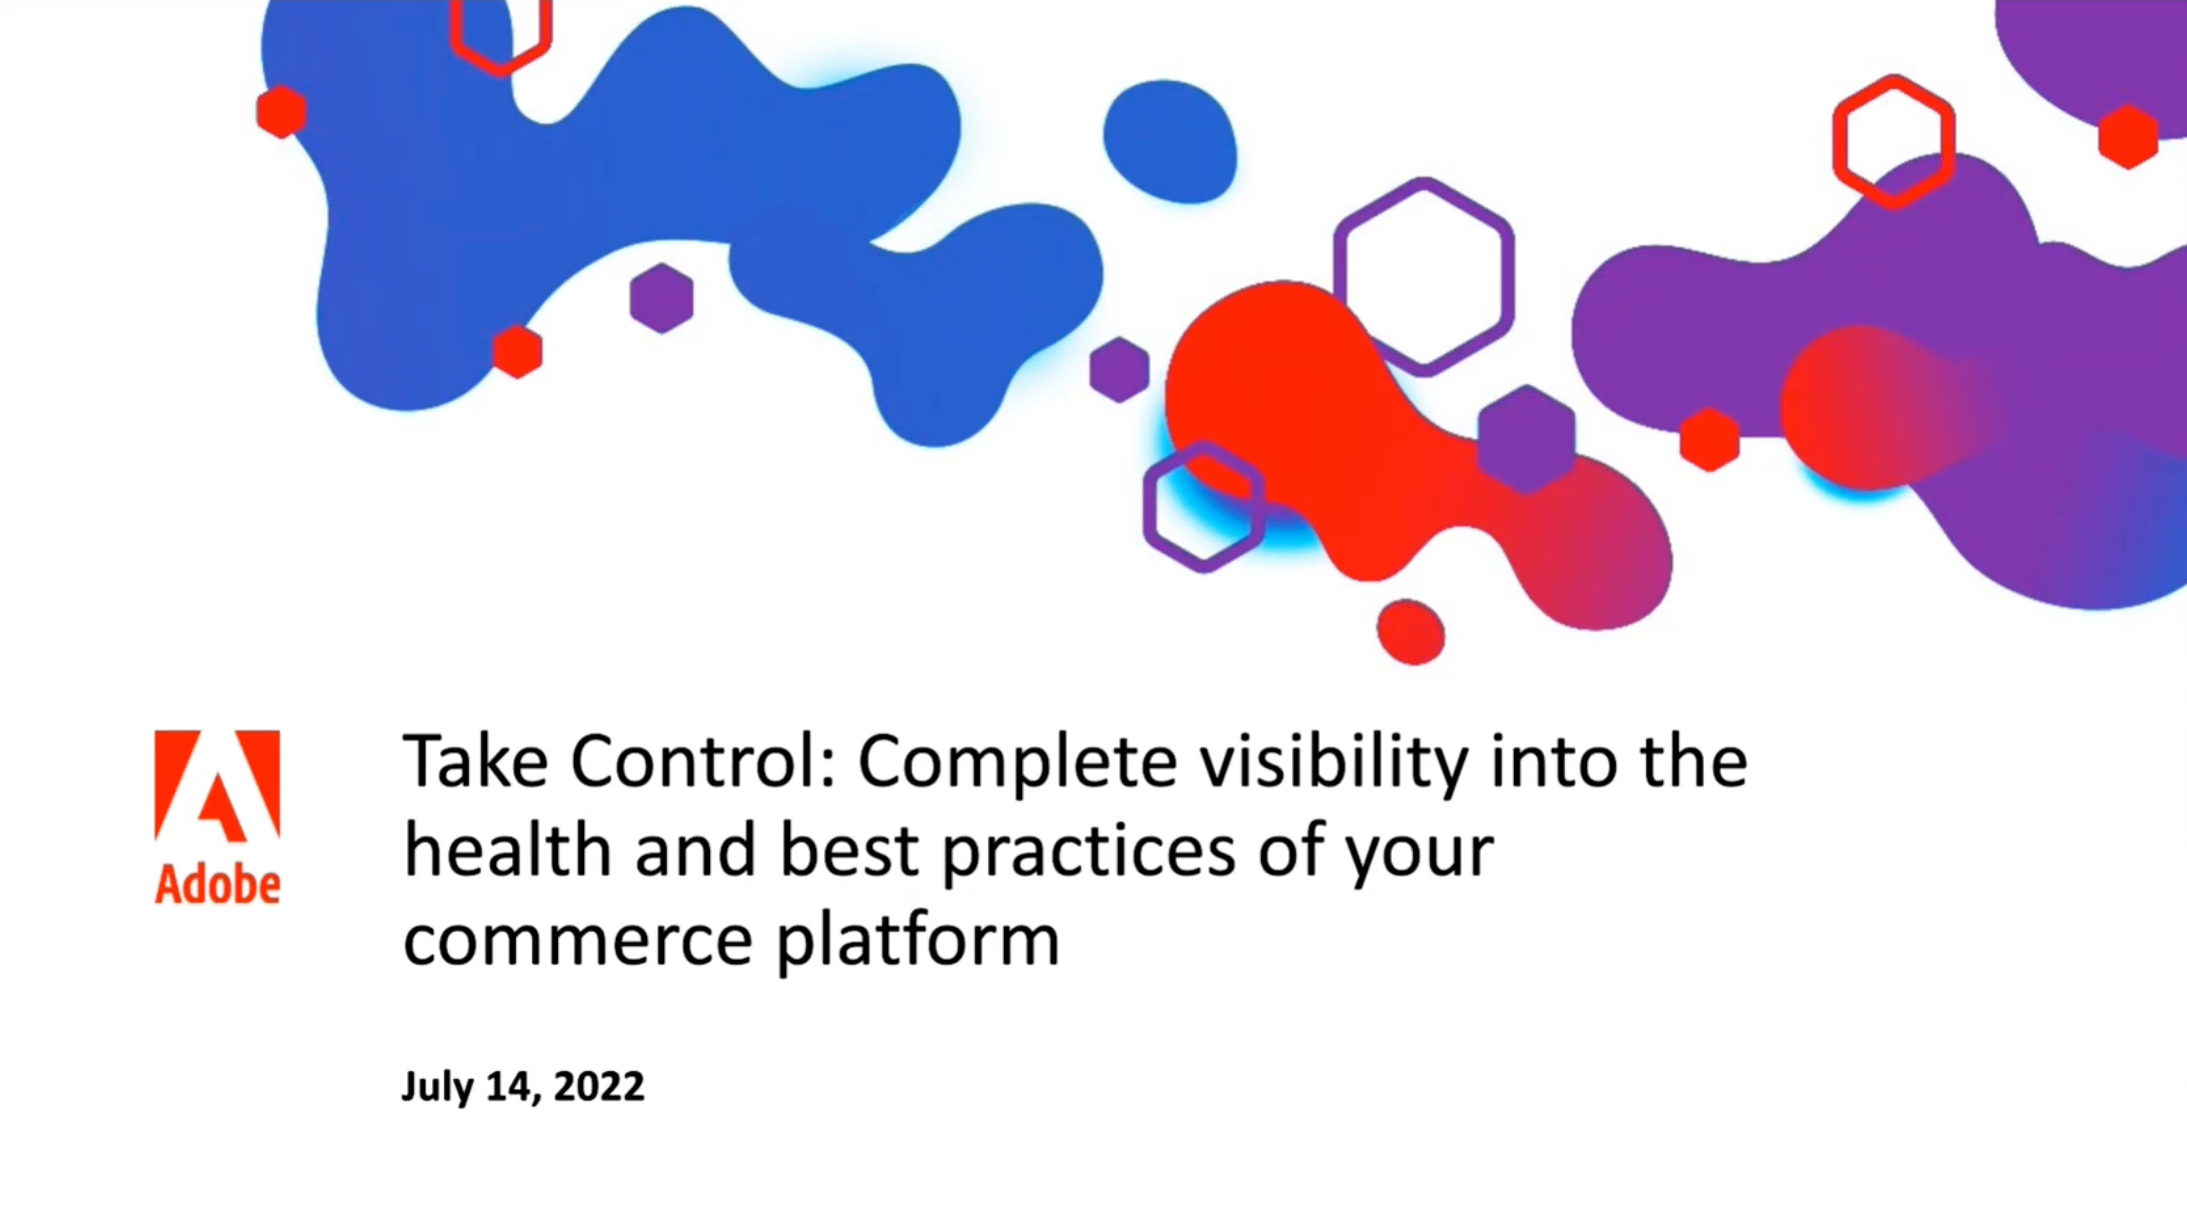 Adobe
Take Control: Complete visibility into the
health and best practices of your
commerce platform
July 14, 2022